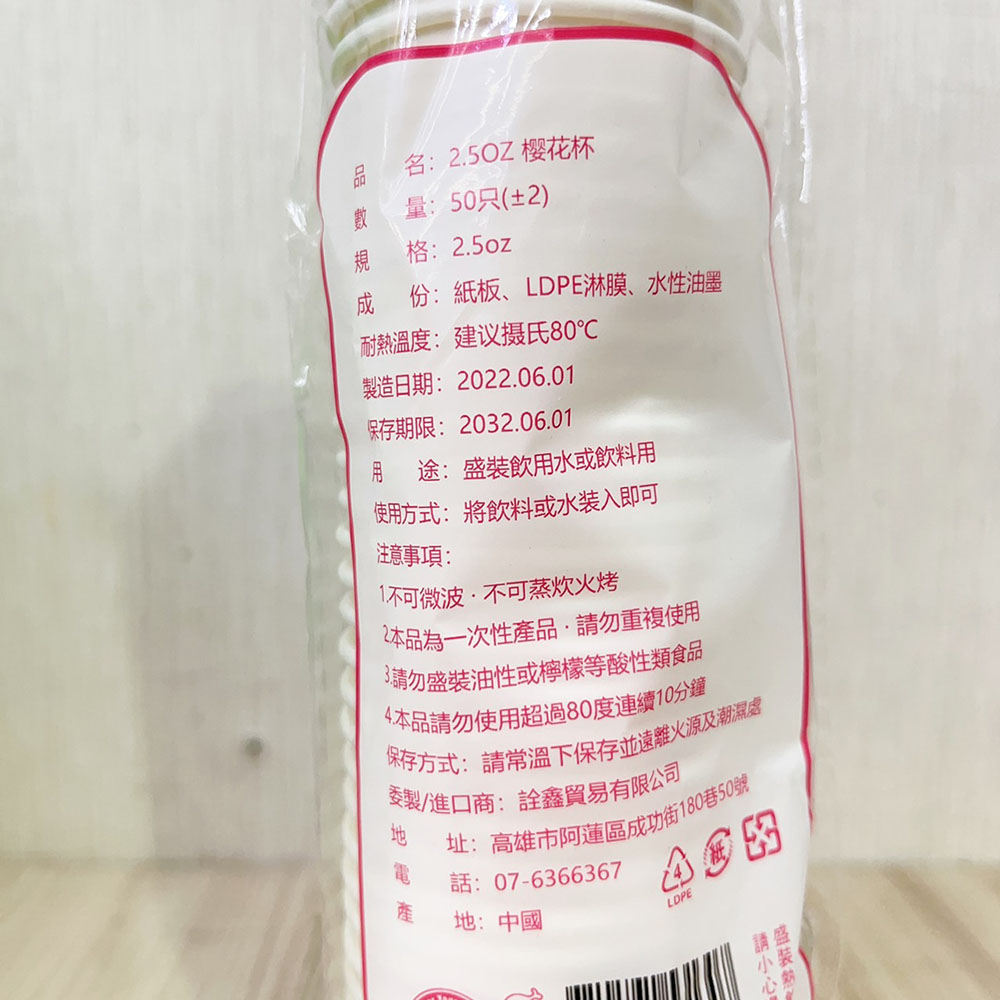 品 名：2.5OZ 樱花杯
數 量：50只(±2)
規 格：2.5oz
成 份：紙板、LDPE淋膜、水性油墨
耐熱溫度：建议摄氏80℃
製造日期：2022.06.01
保存期限：2032.06.01
用 途：盛裝飲用水或飲料用
使用方式：將飲料或水装入即可
注意事項：
1.不可微波．不可蒸炊火烤
2.本品為一次性產品．請勿重複使用
3.請勿盛裝油性或檸檬等酸性類食品
4.本品請勿使用超過80度連續10分鐘
保存方式：請常溫下保存並遠離火源及潮濕處
委製/進口商：詮鑫貿易有限公司
地 址：高雄市阿蓮區成功街180巷50號
電 話：07-6366367
產 地：中國
4
LDPE
紙
盛裝熱
請小心